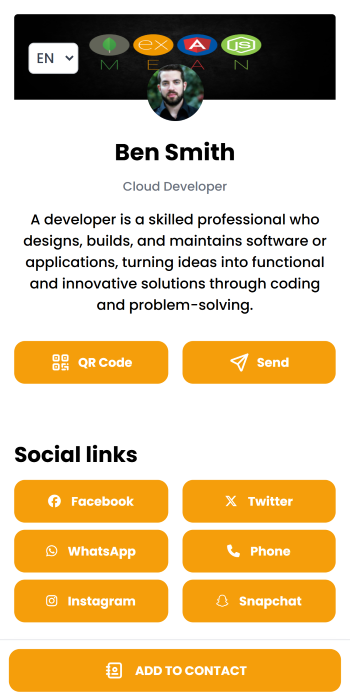 EN
ex
A
JS
M E A N
Ben Smith
Cloud Developer
A developer is a skilled professional who
designs, builds, and maintains software or
applications, turning ideas into functional
and innovative solutions through coding
and problem-solving.
QR Code
Send
Social links
Facebook
Twitter
WhatsApp
Phone
Instagram
Snapchat
ADD TO CONTACT